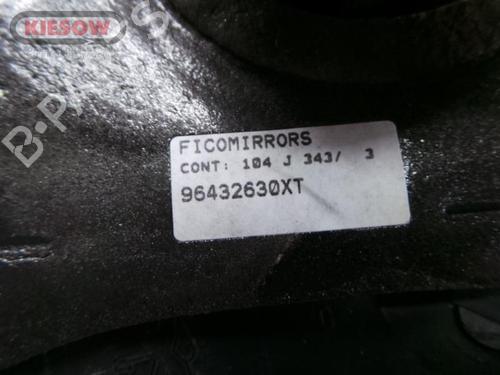 KIESOW
B-P
FICOMIRRORS
CONT: 104 J 343/ 3
96432630XT